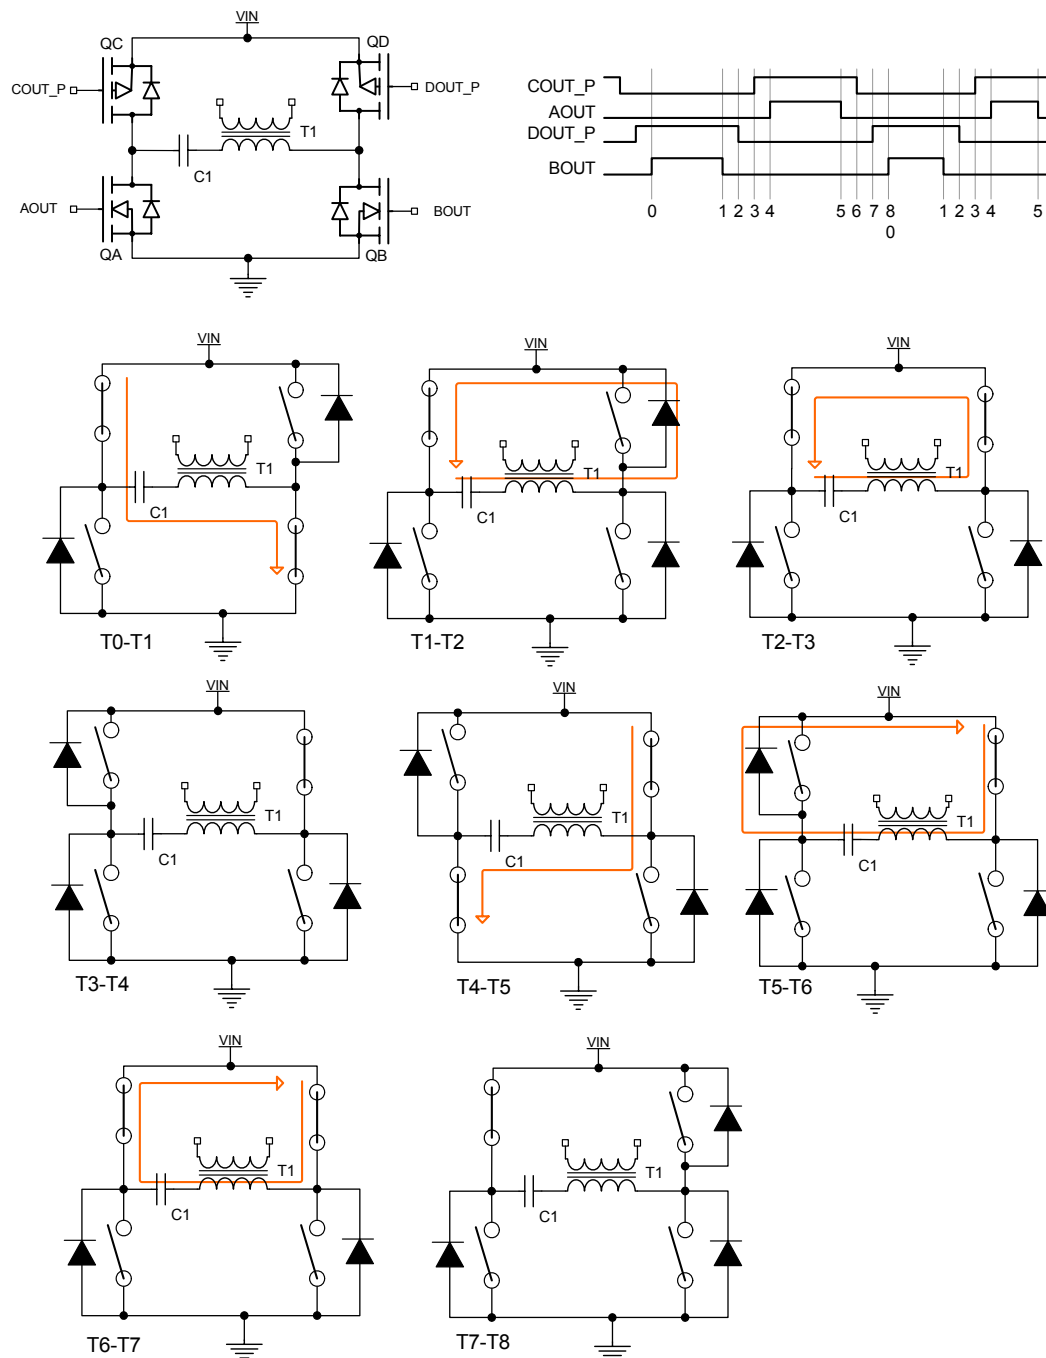 VIN
QC QD
COUT_P DOUT_P
T1
C1
AOUT BOUT
QA QB
COUT_P
AOUT
DOUT_P
BOUT
0 1 2 3 4 5 6 7 8 1 2 3 4 5
0
VIN
T1
C1
T0-T1
VIN
T1
C1
T1-T2
VIN
T1
C1
T2-T3
VIN
T1
C1
T3-T4
VIN
T1
C1
T4-T5
VIN
T1
C1
T5-T6
VIN
T1
C1
T6-T7
VIN
T1
C1
T7-T8